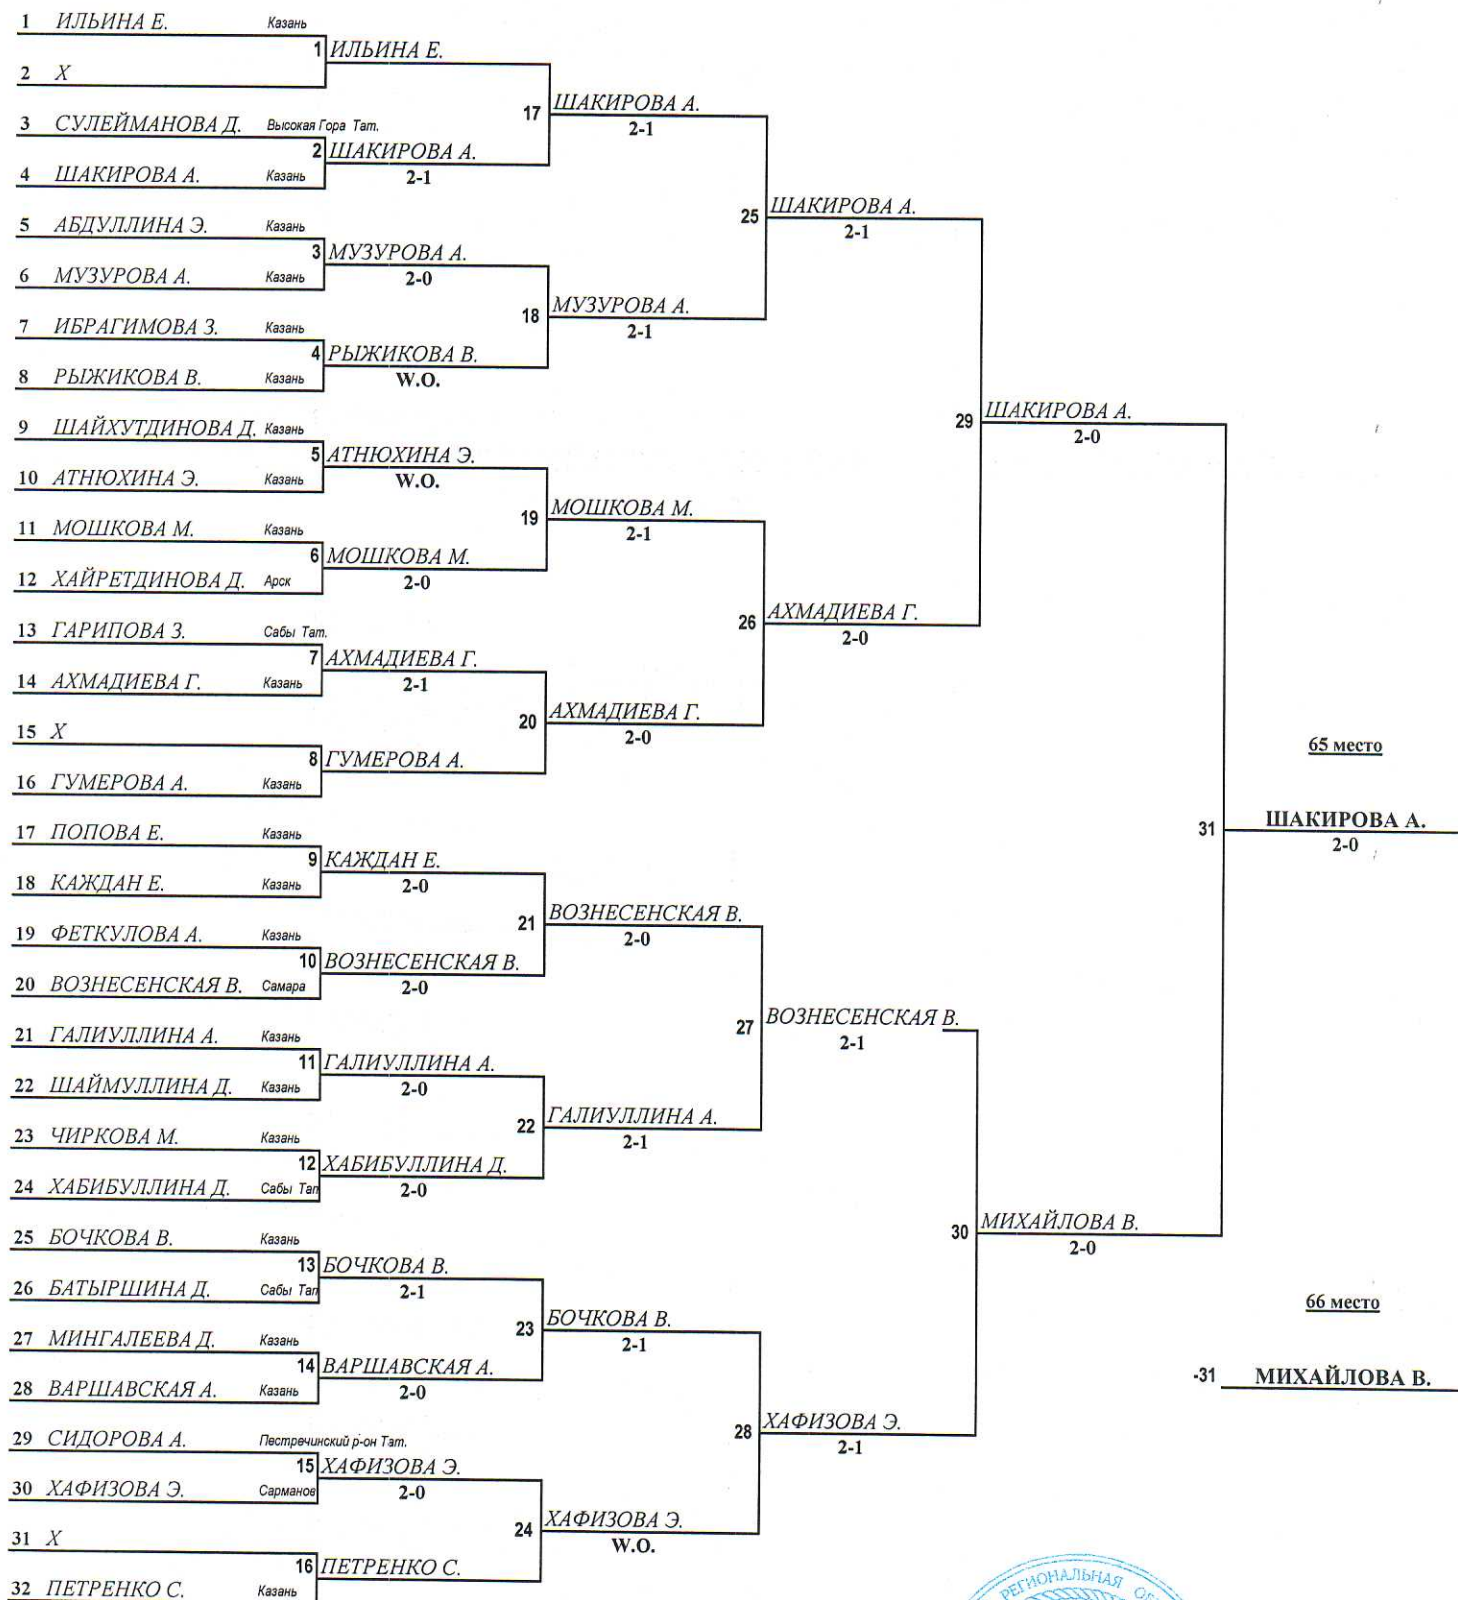 1 ИЛЬИНА Е. Казань
1 ИЛЬИНА Е.
2 X
17 ШАКИРОВА А.
2-1
3 СУЛЕЙМАНОВА Д. Высокая Гора Тат.
2 ШАКИРОВА А.
2-1
4 ШАКИРОВА А. Казань
25 ШАКИРОВА А.
2-1
5 АБДУЛЛИНА Э. Казань
3 МУЗУРОВА А.
2-0
6 МУЗУРОВА А. Казань
18 МУЗУРОВА А.
2-1
7 ИБРАГИМОВА З. Казань
4 РЫЖИКОВА В.
W.O.
8 РЫЖИКОВА В. Казань
29 ШАКИРОВА А.
2-0
9 ШАЙХУТДИНОВА Д. Казань
5 АТНЮХИНА Э.
W.O.
10 АТНЮХИНА Э. Казань
19 МОШКОВА М.
2-1
11 МОШКОВА М. Казань
6 МОШКОВА М.
2-0
12 ХАЙРЕТДИНОВА Д. Арск
26 АХМАДИЕВА Г.
2-0
13 ГАРИПОВА З. Сабы Тат.
7 АХМАДИЕВА Г.
2-1
14 АХМАДИЕВА Г. Казань
20 АХМАДИЕВА Г.
2-0
15 X
8 ГУМЕРОВА А.
16 ГУМЕРОВА А. Казань
65 место
31 ШАКИРОВА А.
2-0
17 ПОПОВА Е. Казань
9 КАЖДАН Е.
2-0
18 КАЖДАН Е. Казань
21 ВОЗНЕСЕНСКАЯ В.
2-0
19 ФЕТКУЛОВА А. Казань
10 ВОЗНЕСЕНСКАЯ В.
2-0
20 ВОЗНЕСЕНСКАЯ В. Самара
27 ВОЗНЕСЕНСКАЯ В.
2-1
21 ГАЛИУЛЛИНА А. Казань
11 ГАЛИУЛЛИНА А.
2-0
22 ШАЙМУЛЛИНА Д. Казань
22 ГАЛИУЛЛИНА А.
2-1
23 ЧИРКОВА М. Казань
12 ХАБИБУЛЛИНА Д.
2-0
24 ХАБИБУЛЛИНА Д. Сабы Тат
30 МИХАЙЛОВА В.
2-0
25 БОЧКОВА В. Казань
13 БОЧКОВА В.
2-1
26 БАТЫРШИНА Д. Сабы Тат
23 БОЧКОВА В.
2-1
27 МИНГАЛЕЕВА Д. Казань
14 ВАРШАВСКАЯ А.
2-0
28 ВАРШАВСКАЯ А. Казань
66 место
-31 МИХАЙЛОВА В.
28 ХАФИЗОВА Э.
2-1
29 СИДОРОВА А. Пестречинский р-он Тат.
15 ХАФИЗОВА Э.
2-0
30 ХАФИЗОВА Э. Сарманов
24 ХАФИЗОВА Э.
W.O.
31 X
16 ПЕТРЕНКО С.
32 ПЕТРЕНКО С. Казань
РЕГИОНАЛЬНАЯ